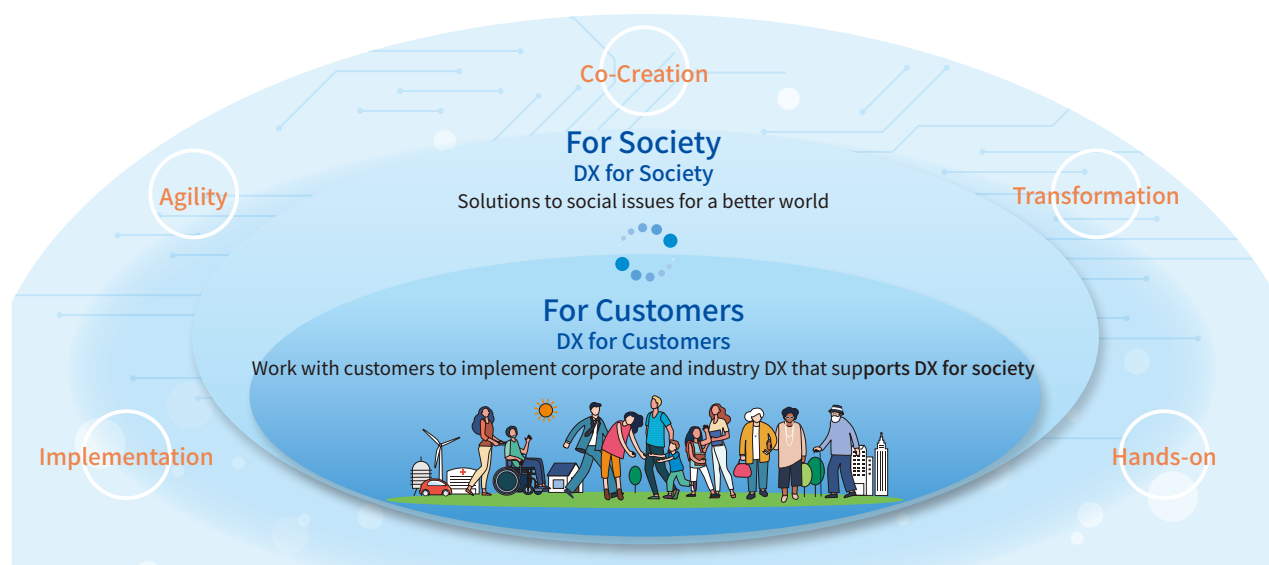 Co-Creation
For Society
DX for Society
Agility
Transformation
Solutions to social issues for a better world
For Customers
DX for Customers
Work with customers to implement corporate and industry DX that supports DX for society
Implementation
Hands-on